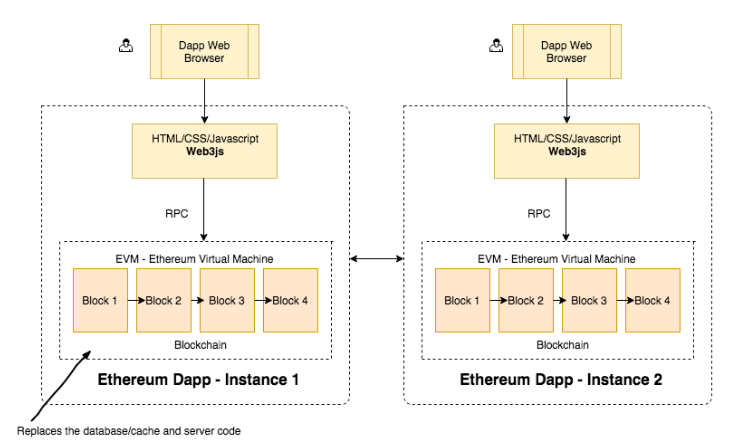 Dapp Web
Browser
HTML/CSS/Javascript
Web3js
RPC
EVM - Ethereum Virtual Machine
Block 1
Block 2
Block 3
Block 4
Blockchain
Ethereum Dapp - Instance 1
Replaces the database/cache and server code
Dapp Web
Browser
HTML/CSS/Javascript
Web3js
RPC
EVM - Ethereum Virtual Machine
Block 1
Block 2
Block 3
Block 4
Blockchain
Ethereum Dapp - Instance 2